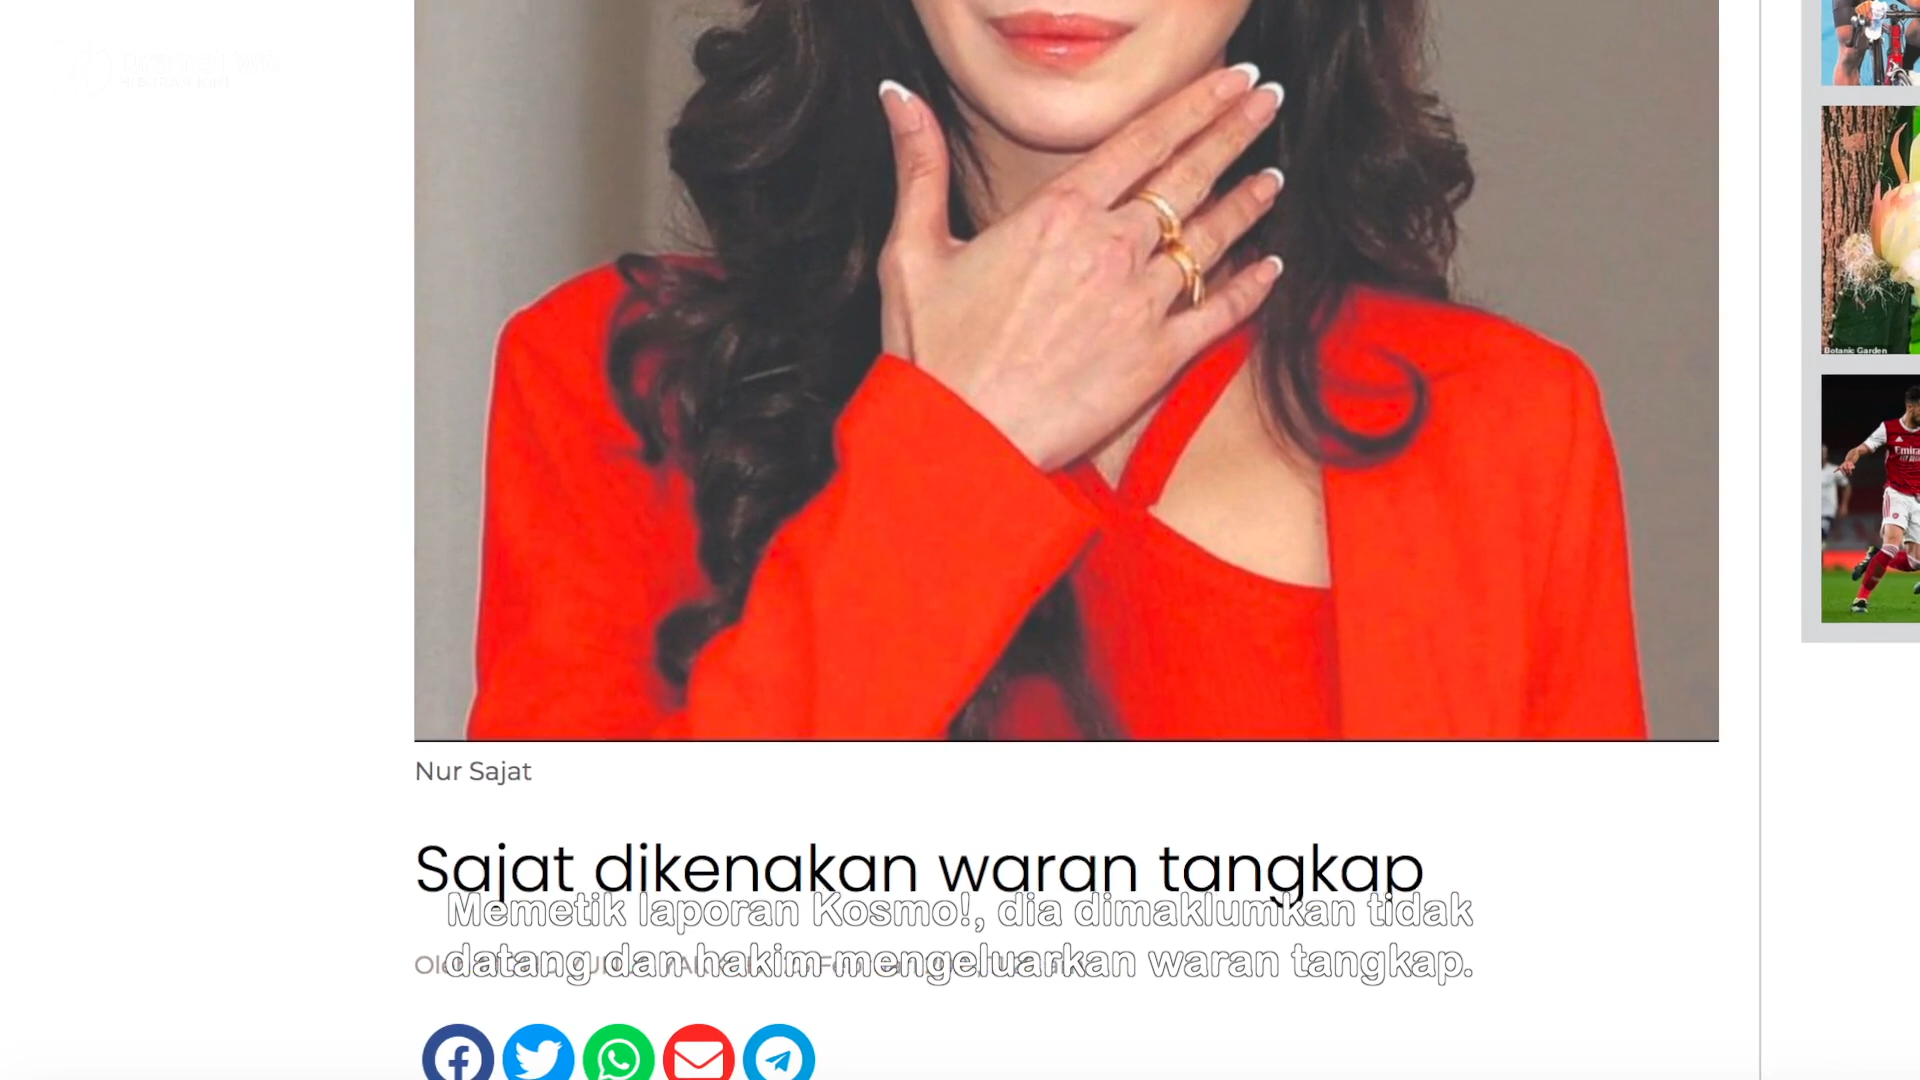 Botanic Garden
Nur Sajat
Sajat dikenakan waran tangkap
Memetik laporan Kosmo!, dia dimaklumkan tidak
datang dan hakim mengeluarkan waran tangkap.